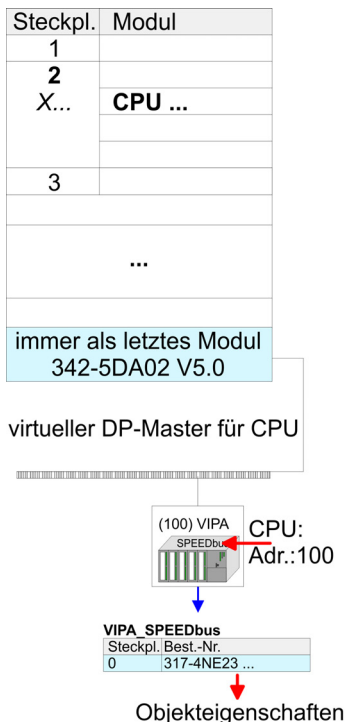 Steckpl. Modul
1
2
X... CPU ...
3
...
immer als letztes Modul
342-5DA02 V5.0
virtueller DP-Master für CPU
(100) VIPA
SPEEDbus
CPU:
Adr.:100
VIPA_SPEEDbus
Steckpl. Best.-Nr.
0 317-4NE23 ...
Objekteigenschaften